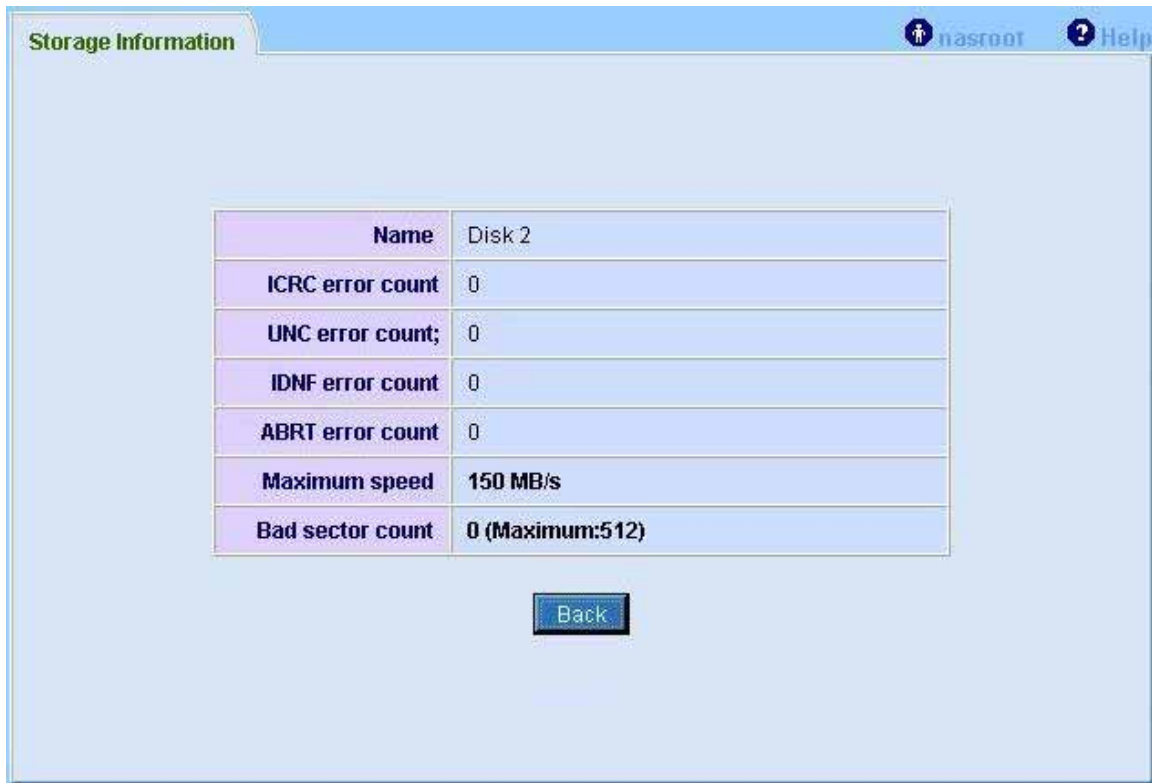 Storage Information
nasroot
Help
Name Disk 2
ICRC error count 0
UNC error count; 0
IDNF error count 0
ABRT error count 0
Maximum speed 150 MB/s
Bad sector count 0 (Maximum:512)
Back